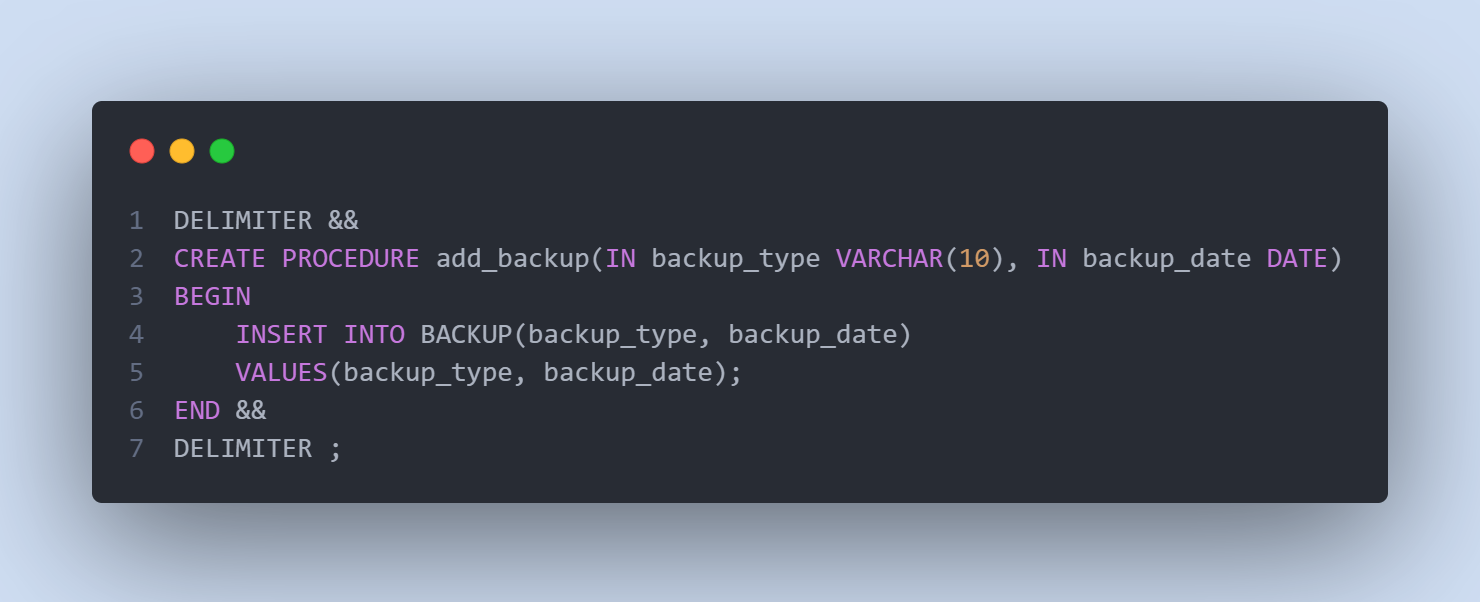 1 DELIMITER &&
2 CREATE PROCEDURE add_backup(IN backup_type VARCHAR(10), IN backup_date DATE)
3 BEGIN
4     INSERT INTO BACKUP(backup_type, backup_date)
5     VALUES(backup_type, backup_date);
6 END &&
7 DELIMITER ;